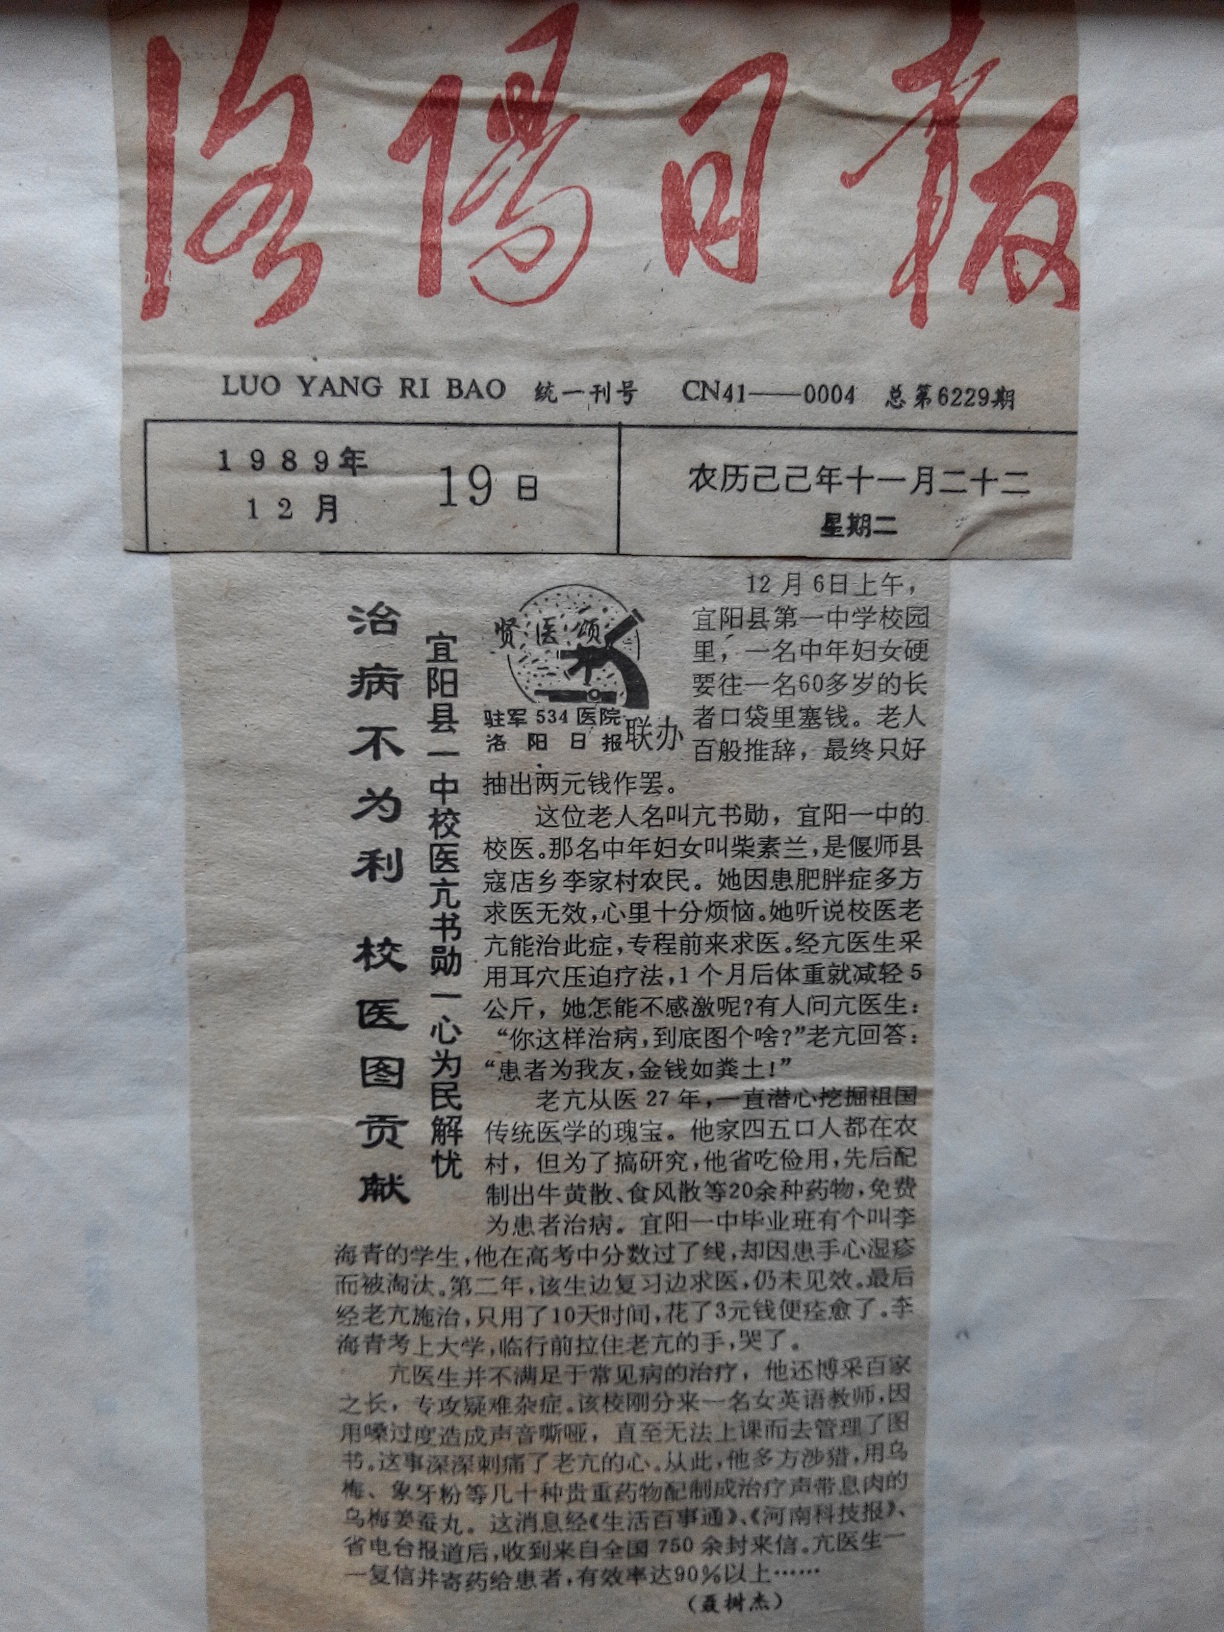 洛陽日报
LUO YANG RI BAO 统一刊号 CN41——0004 总第6229期
1989年
12月
19日
农历己己年十一月二十二
星期二
治病不为利 校医图贡献
宜阳县一中校医亢书勋一心为民解忧
贤医颂
驻军534医院
洛阳日报
联办
12月6日上午，
宜阳县第一中学校园
里，一名中年妇女硬
要往一名60多岁的长
者口袋里塞钱。老人
百般推辞，最终只好
抽出两元钱作罢。
这位老人名叫亢书勋，宜阳一中的
校医。那名中年妇女叫柴素兰，是偃师县
寇店乡李家村农民。她因患肥胖症多方
求医无效，心里十分烦恼。她听说校医老
亢能治此症，专程前来求医。经亢医生采
用耳穴压迫疗法，1个月后体重就减轻5
公斤，她怎能不感激呢？有人问亢医生：
“你这样治病，到底图个啥？”老亢回答：
“患者为我友，金钱如粪土！”
老亢从医27年，一直潜心挖掘祖国
传统医学的瑰宝。他家四五口人都在农
村，但为了搞研究，他省吃俭用，先后配
制出牛黄散、食风散等20余种药物，免费
为患者治病。宜阳一中毕业班有个叫李
海青的学生，他在高考中分数过了线，却因患手心湿疹
而被淘汰。第二年，该生边复习边求医，仍未见效。最后
经老亢施治，只用了10天时间，花了3元钱便痊愈了。李
海青考上大学，临行前拉住老亢的手，哭了。
亢医生并不满足于常见病的治疗，他还博采百家
之长，专攻疑难杂症。该校刚分来一名女英语教师，因
用嗓过度造成声音嘶哑，直至无法上课而去管理了图
书。这事深深刺痛了老亢的心。从此，他多方涉猎，用乌
梅、象牙粉等几十种贵重药物配制成治疗声带息肉的
乌梅姜蚕丸。这消息经《生活百事通》、《河南科技报》、
省电台报道后，收到来自全国750余封来信。亢医生一
一复信并寄药给患者，有效率达90%以上……
（聂树杰）